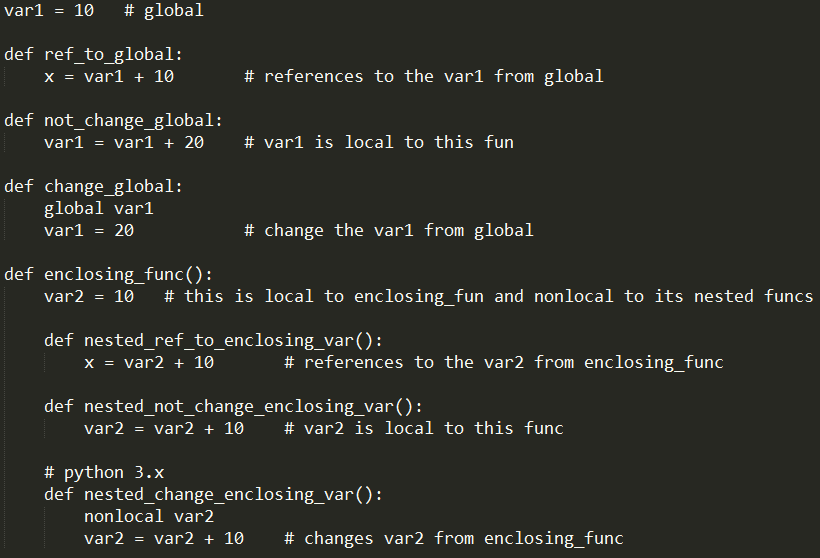 var1 = 10   # global
def ref_to_global:
    x = var1 + 10       # references to the var1 from global
def not_change_global:
    var1 = var1 + 20    # var1 is local to this fun
def change_global:
    global var1
    var1 = 20           # change the var1 from global
def enclosing_func():
    var2 = 10   # this is local to enclosing_fun and nonlocal to its nested funcs
    def nested_ref_to_enclosing_var():
        x = var2 + 10       # references to the var2 from enclosing_func
    def nested_not_change_enclosing_var():
        var2 = var2 + 10    # var2 is local to this func
    # python 3.x
    def nested_change_enclosing_var():
        nonlocal var2
        var2 = var2 + 10    # changes var2 from enclosing_func